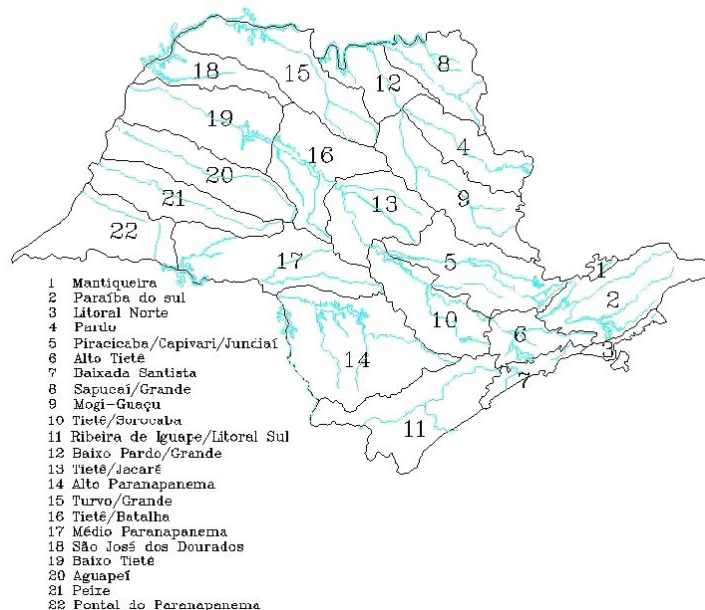 8
15
12
18
19
4
16
20
13
9
21
22
17
5
1
2
10
6
3
14
7
11
1 Mantiqueira
2 Paraíba do sul
3 Litoral Norte
4 Pardo
5 Piracicaba/Capivari/Jundiaí
6 Alto Tietê
7 Baixada Santista
8 Sapucaí/Grande
9 Mogi-Guaçu
10 Tietê/Sorocaba
11 Ribeira de Iguape/Litoral Sul
12 Baixo Pardo/Grande
13 Tietê/Jacaré
14 Alto Paranapanema
15 Turvo/Grande
16 Tietê/Batalha
17 Médio Paranapanema
18 São José dos Dourados
19 Baixo Tietê
20 Aguapeí
21 Peixe
22 Pontal do Paranapanema